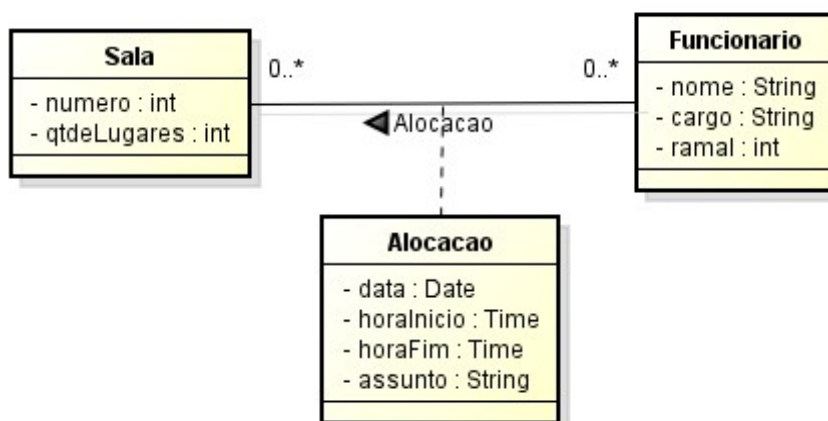 Sala
- numero : int
- qtdeLugares : int
0..*
0..*
Alocacao
Funcionario
- nome : String
- cargo : String
- ramal : int
Alocacao
- data : Date
- horaInicio : Time
- horaFim : Time
- assunto : String